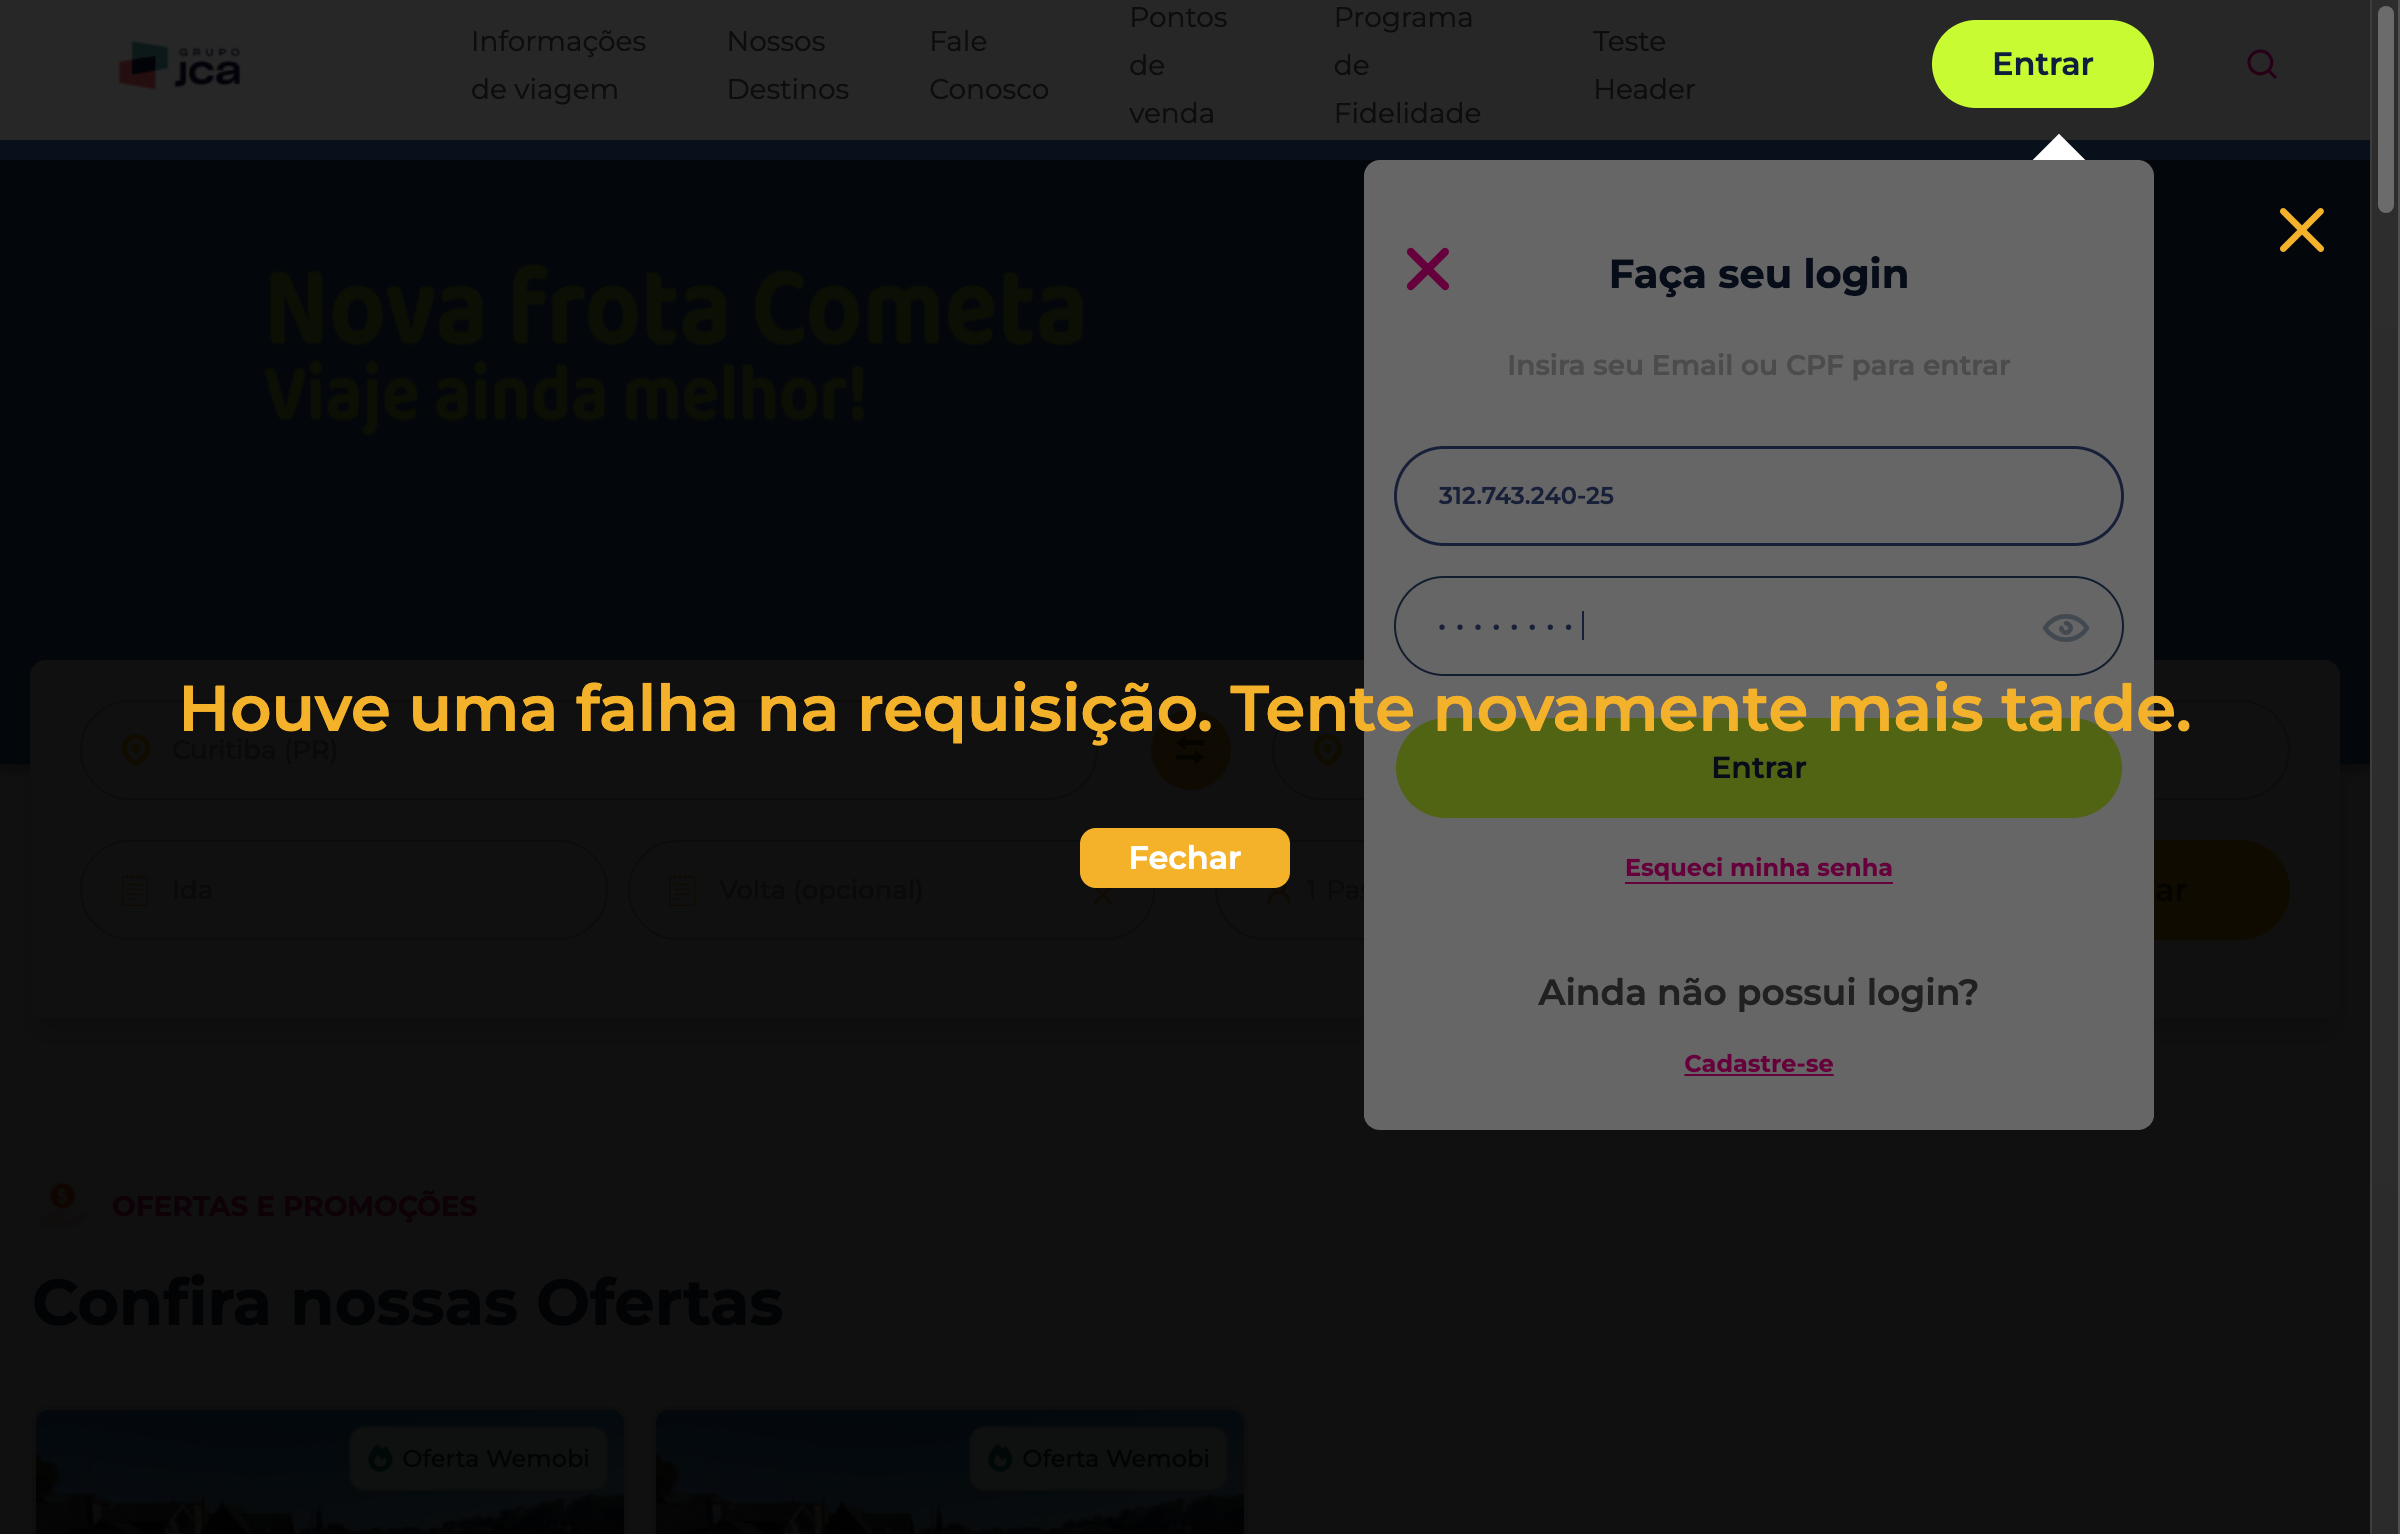 GRUPO
jca
Informações
de viagem
Nossos
Destinos
Fale
Conosco
Pontos
de
venda
Programa
de
Fidelidade
Teste
Header
Entrar
Nova frota Cometa
Viaje ainda melhor!
Faça seu login
Insira seu Email ou CPF para entrar
312.743.240-25
Houve uma falha na requisição. Tente novamente mais tarde.
Curitiba (PR)
Entrar
Fechar
Esqueci minha senha
Ida
Volta (opcional)
1
Ainda não possui login?
Cadastre-se
OFERTAS E PROMOÇÕES
Confira nossas Ofertas
Oferta Wemobi
Oferta Wemobi